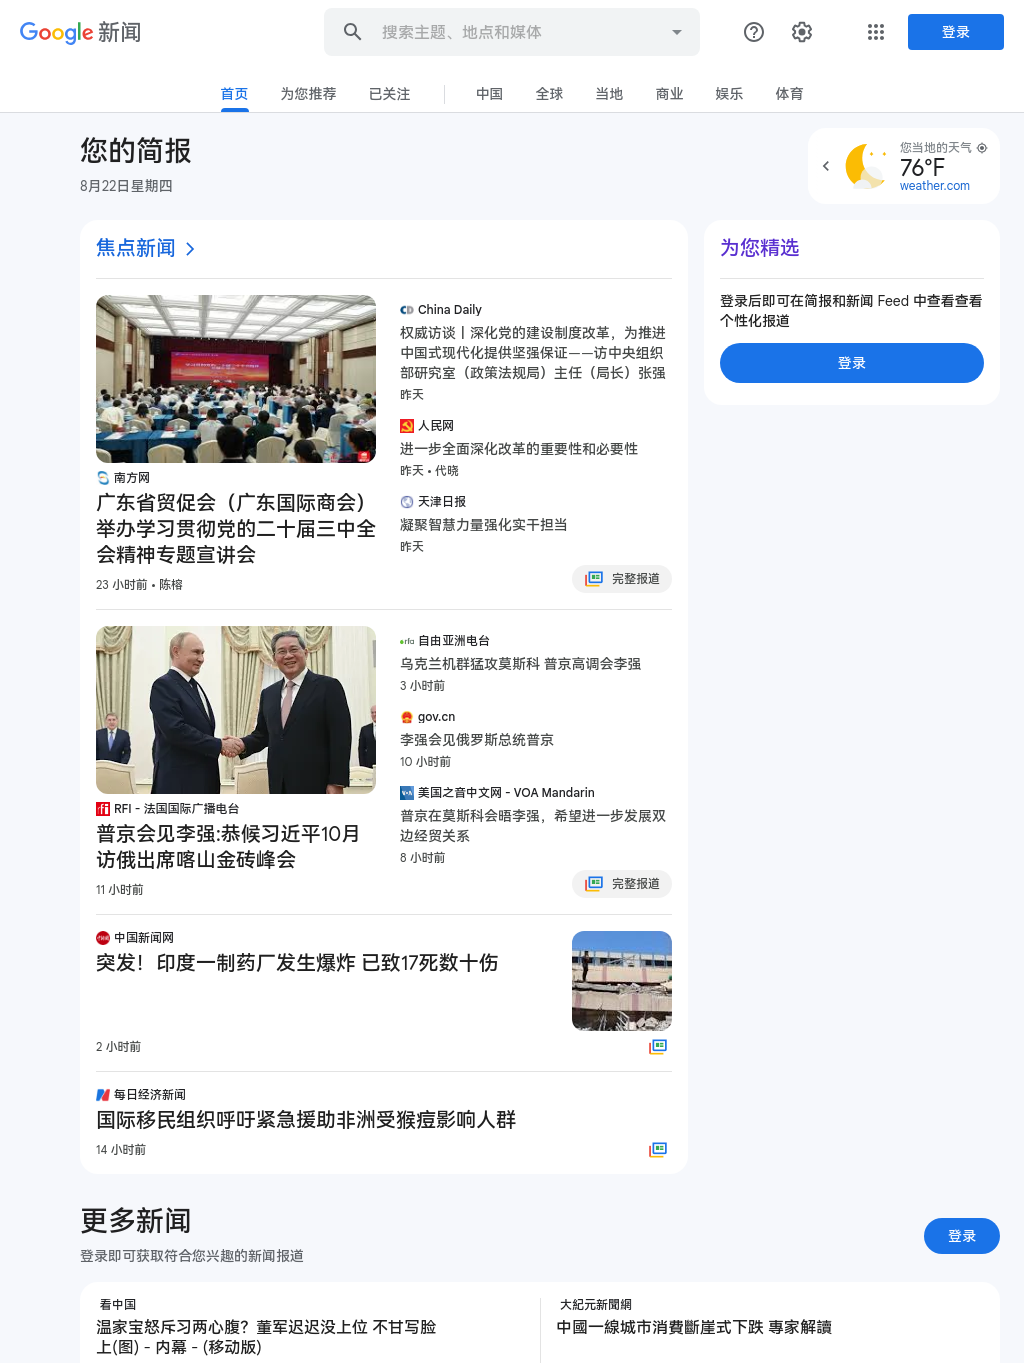 Google 新闻
搜索主题、地点和媒体
登录
首页
为您推荐
已关注
中国
全球
当地
商业
娱乐
体育
您的简报
8月22日星期四
您当地的天气
76°F
weather.com
焦点新闻
南方网
广东省贸促会（广东国际商会）
举办学习贯彻党的二十届三中全
会精神专题宣讲会
23 小时前 • 陈榕
China Daily
权威访谈丨深化党的建设制度改革，为推进
中国式现代化提供坚强保证——访中央组织
部研究室（政策法规局）主任（局长）张强
昨天
人民网
进一步全面深化改革的重要性和必要性
昨天 • 代晓
天津日报
凝聚智慧力量强化实干担当
昨天
完整报道
RFI - 法国国际广播电台
普京会见李强:恭候习近平10月
访俄出席喀山金砖峰会
11 小时前
rfa 自由亚洲电台
乌克兰机群猛攻莫斯科 普京高调会李强
3 小时前
gov.cn
李强会见俄罗斯总统普京
10 小时前
VOA 美国之音中文网 - VOA Mandarin
普京在莫斯科会晤李强，希望进一步发展双
边经贸关系
8 小时前
完整报道
中国新闻网
突发！印度一制药厂发生爆炸 已致17死数十伤
2 小时前
每日经济新闻
国际移民组织呼吁紧急援助非洲受猴痘影响人群
14 小时前
为您精选
登录后即可在简报和新闻 Feed 中查看查看
个性化报道
登录
更多新闻
登录即可获取符合您兴趣的新闻报道
登录
看中国
温家宝怒斥习两心腹？董军迟迟没上位 不甘写脸
上(图) - 内幕 - (移动版)
大紀元新聞網
中國一線城市消費斷崖式下跌 專家解讀